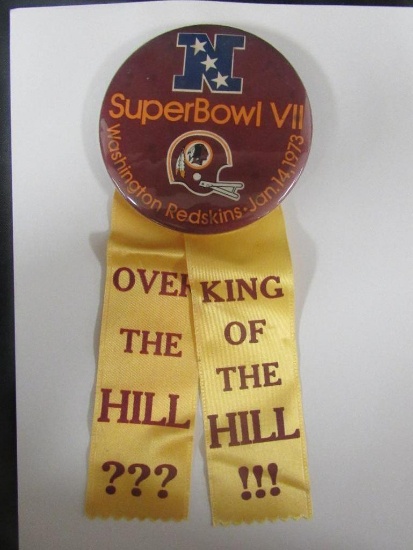 N
SuperBowl VII
Washington Redskins • Jan. 14, 1973
OVER
THE
HILL
???
KING
OF
THE
HILL
!!!